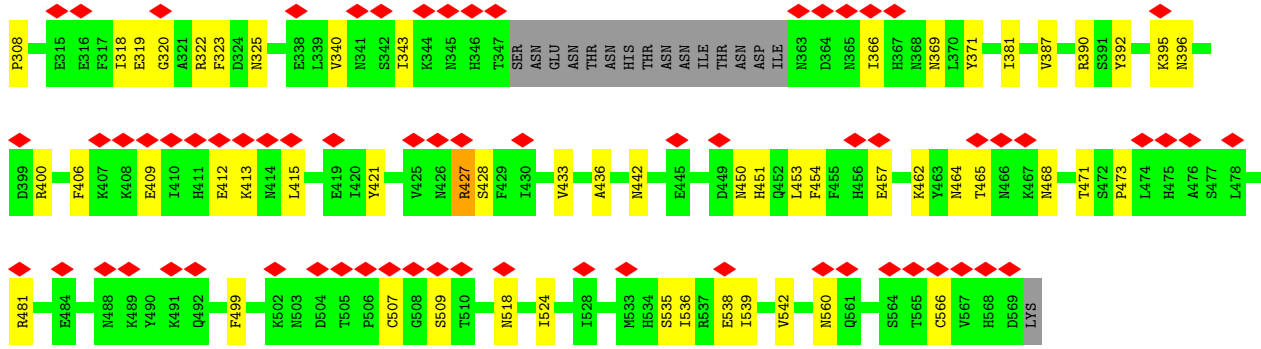 P308 E315 E316 F317 I318 E319 G320 A321 R322 F323 D324 N325 E338 L339 V340 N341 S342 I343 K344 N345 H346 T347 SER ASN GLU ASN THR ASN HIS THR ASN ASN ILE THR ASN ASP ILE N363 D364 N365 I366 H367 N368 N369 L370 Y371 I381 V387 R390 S391 Y392 K395 N396
D399 R400 F406 K407 K408 E409 I410 H411 E412 K413 N414 L415 E419 I420 Y421 V425 N426 R427 S428 F429 I430 V433 A436 N442 E445 D449 N450 H451 Q452 L453 F454 F455 H456 E457 K462 Y463 N464 T465 N466 K467 N468 T471 S472 P473 L474 H475 A476 S477 L478
R481 E484 N488 K489 Y490 K491 Q492 F499 K502 N503 D504 T505 P506 C507 G508 S509 T510 N518 I524 I528 M533 H534 S535 I536 R537 E538 I539 V542 N560 Q561 S564 T565 C566 V567 H568 D569 LYS